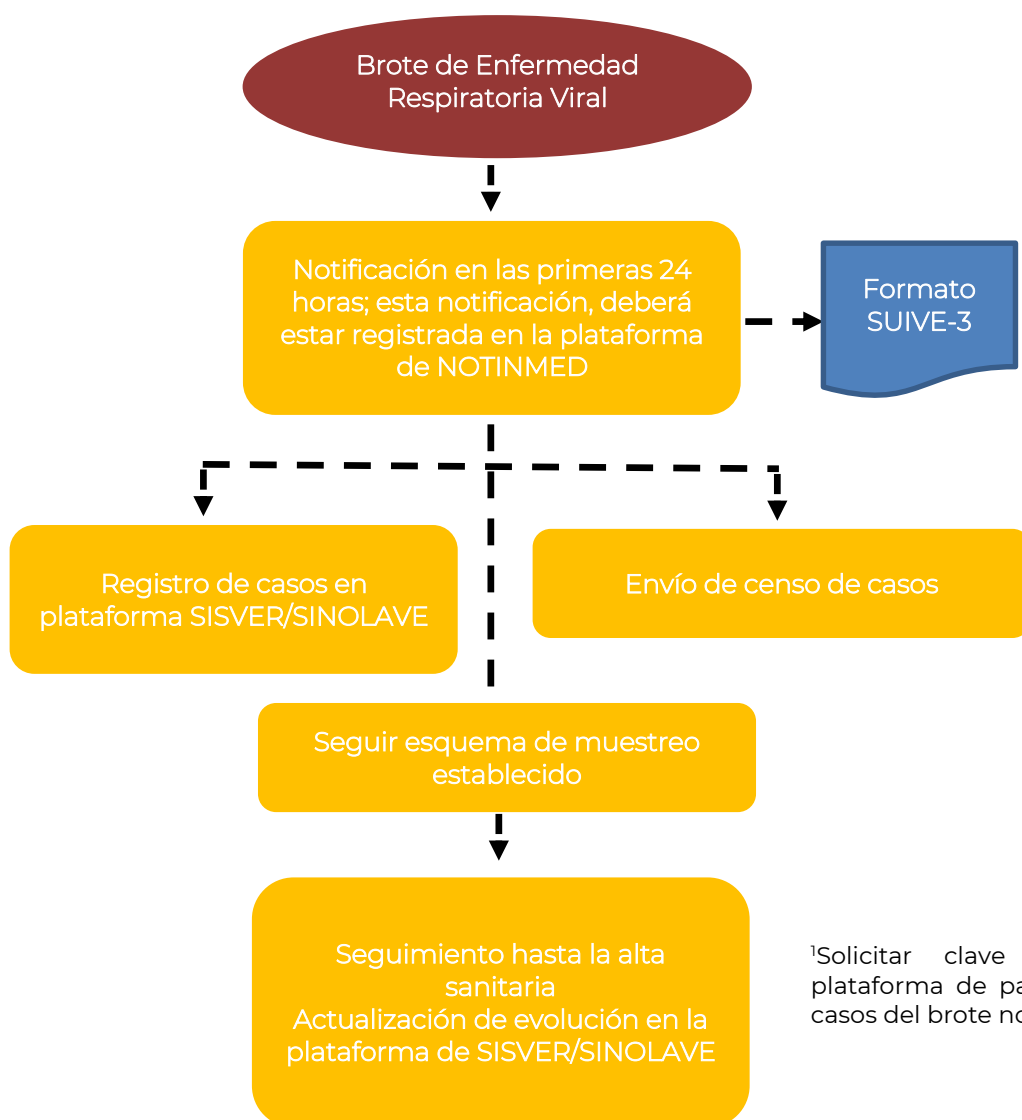 Brote de Enfermedad
Respiratoria Viral
Notificación en las primeras 24
horas; esta notificación, deberá
estar registrada en la plataforma
de NOTINMED
Formato
SUIVE-3
Registro de casos en
plataforma SISVER/SINOLAVE
Envío de censo de casos
Seguir esquema de muestreo
establecido
Seguimiento hasta la alta
sanitaria
Actualización de evolución en la
plataforma de SISVER/SINOLAVE
¹Solicitar clave
plataforma de
casos del brote